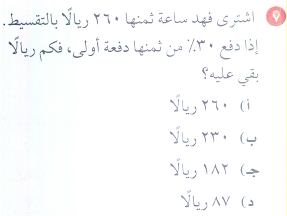 ٧ اشترى فهد ساعة ثمنها ٢٦٠ ريالًا بالتقسيط.
إذا دفع ٣٠٪ من ثمنها دفعة أولى، فكم ريالًا
بقي عليه؟
أ) ٢٦٠ ريالًا
ب) ٢٣٠ ريالًا
جـ) ١٨٢ ريالًا
د) ٨٧ ريالًا